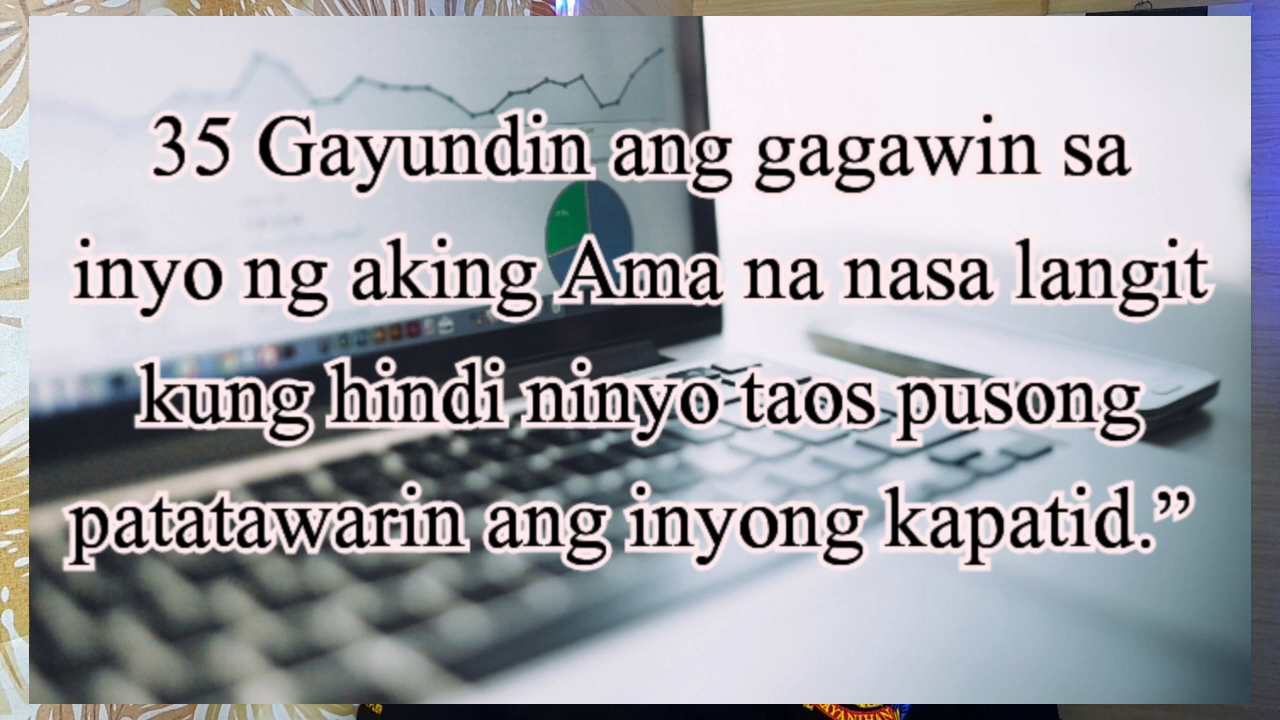 35 Gayundin ang gagawin sa
inyo ng aking Ama na nasa langit
kung hindi ninyo taos pusong
patatawarin ang inyong kapatid.”